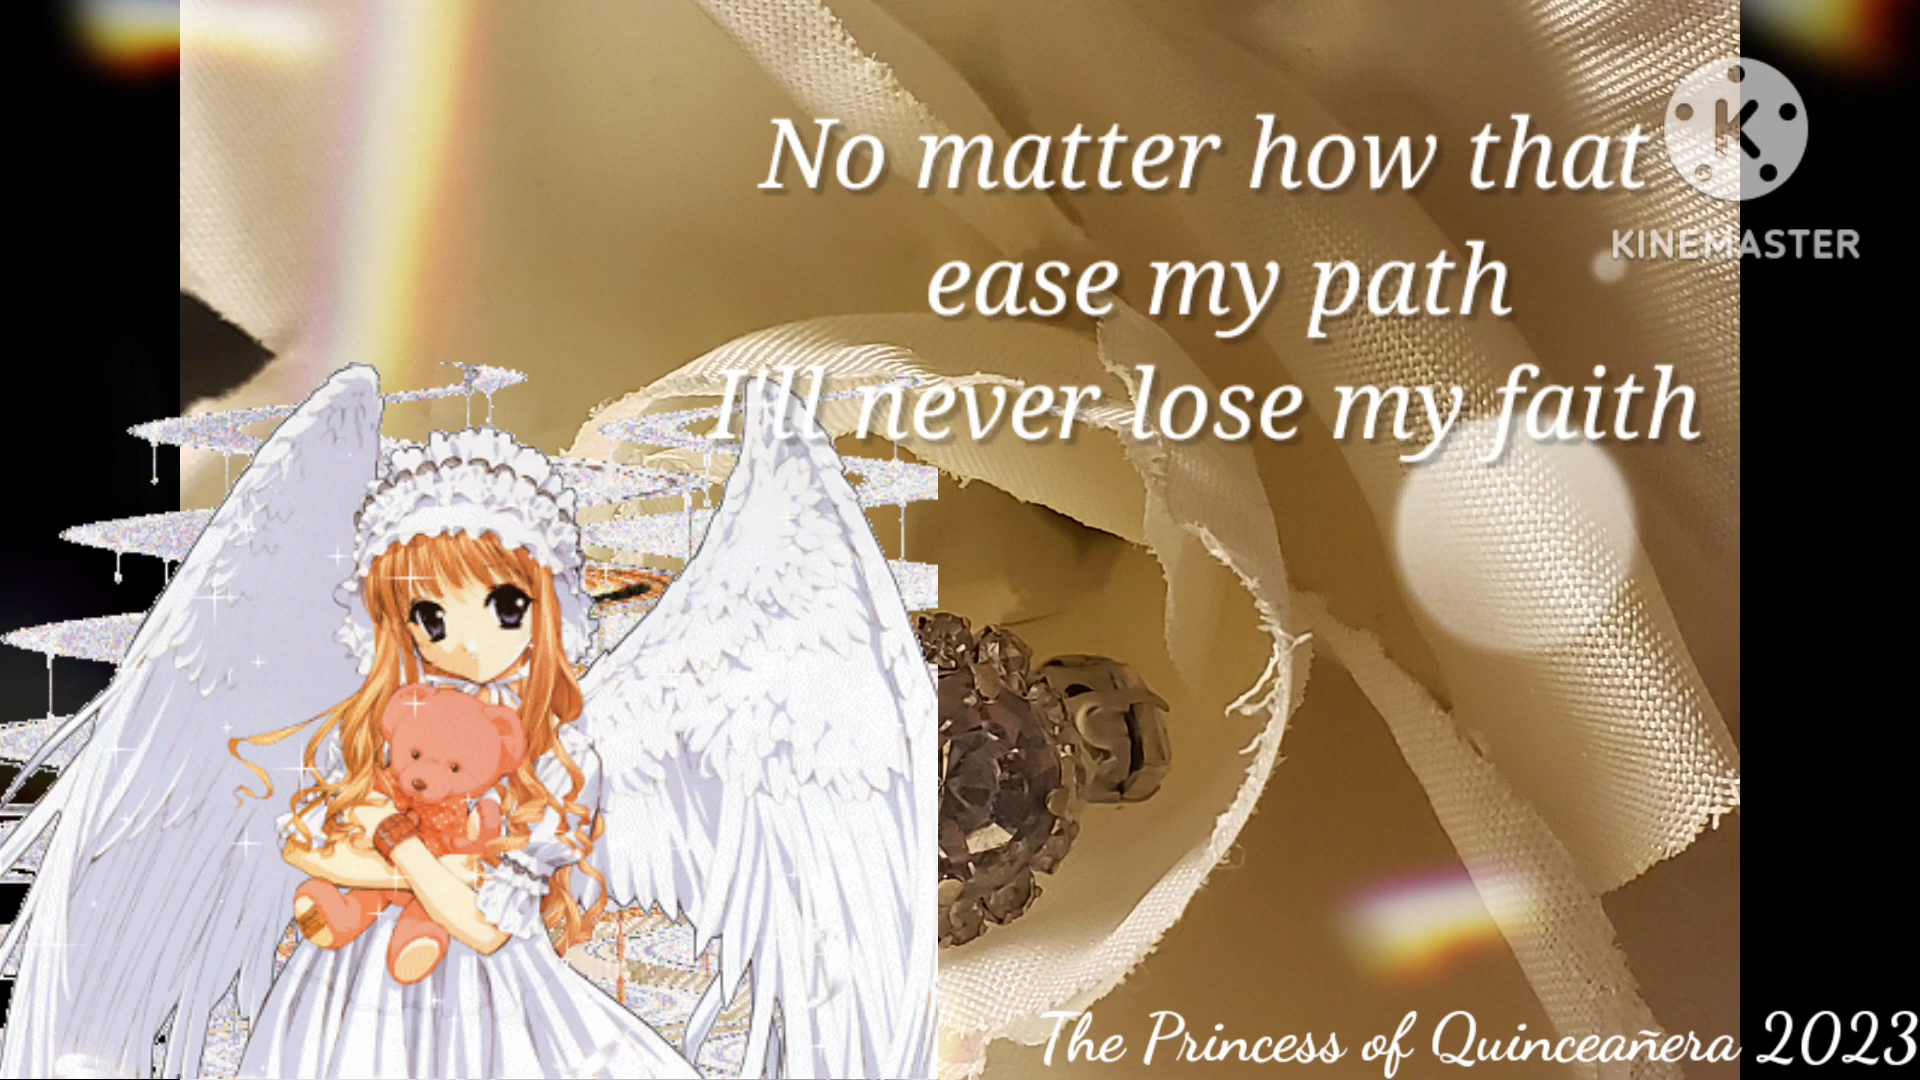 No matter how that
ease my path
I'll never lose my faith
K
KINEMASTER
The Princess of Quinceañera 2023